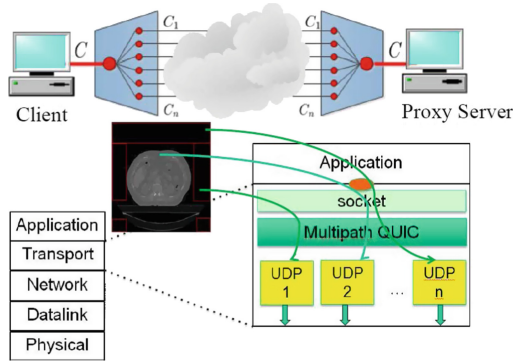 C C₁ C₁ C
Cₙ Cₙ
Client Proxy Server
Application
socket
Multipath QUIC
UDP 1
UDP 2
...
UDP n
Application
Transport
Network
Datalink
Physical